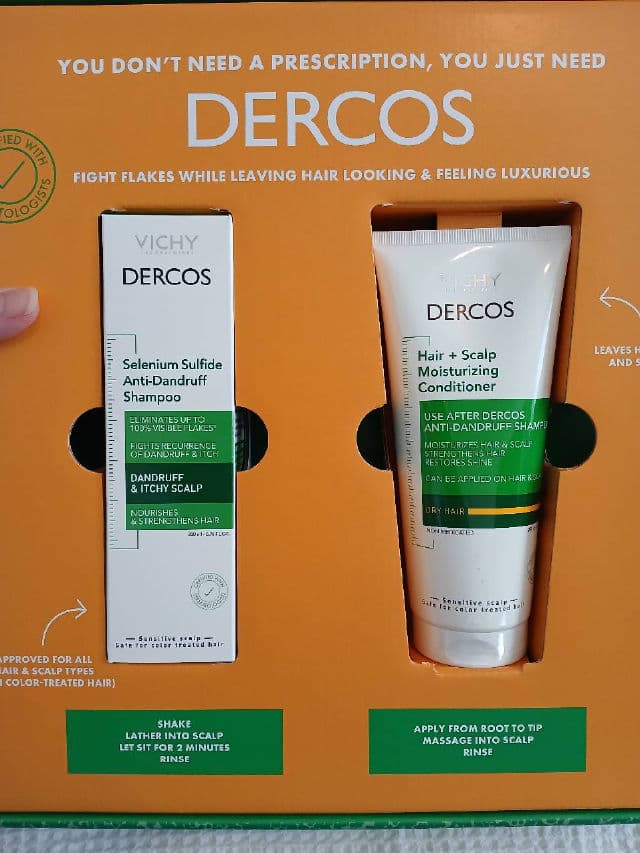 YOU DON'T NEED A PRESCRIPTION, YOU JUST NEED
DERCOS
FIGHT FLAKES WHILE LEAVING HAIR LOOKING & FEELING LUXURIOUS
WITH
VICHY
LABORATOIRES
DERCOS
Selenium Sulfide
Anti-Dandruff
Shampoo
ELIMINATES UP TO
100% VISIBLE FLAKES*
FIGHTS RECURRENCE
OF DANDRUFF & ITCH
DANDRUFF
& ITCHY SCALP
NOURISHES
& STRENGTHENS HAIR
Sensitive scalp
Safe for color treated hair
VICHY
DERCOS
Hair + Scalp
Moisturizing
Conditioner
USE AFTER DERCOS
ANTI-DANDRUFF
MOISTURIZES HAIR & SCALP
STRENGTHENS HAIR
RESTORES SHINE
CAN BE APPLIED ON HAIR &
DRY HAIR
NON MEDICATED
Sensitive scalp
Safe for color treated hair
LEAVES
AND
APPROVED FOR ALL
HAIR & SCALP TYPES
COLOR-TREATED HAIR)
SHAKE
LATHER INTO SCALP
LET SIT FOR 2 MINUTES
RINSE
APPLY FROM ROOT TO TIP
MASSAGE INTO SCALP
RINSE